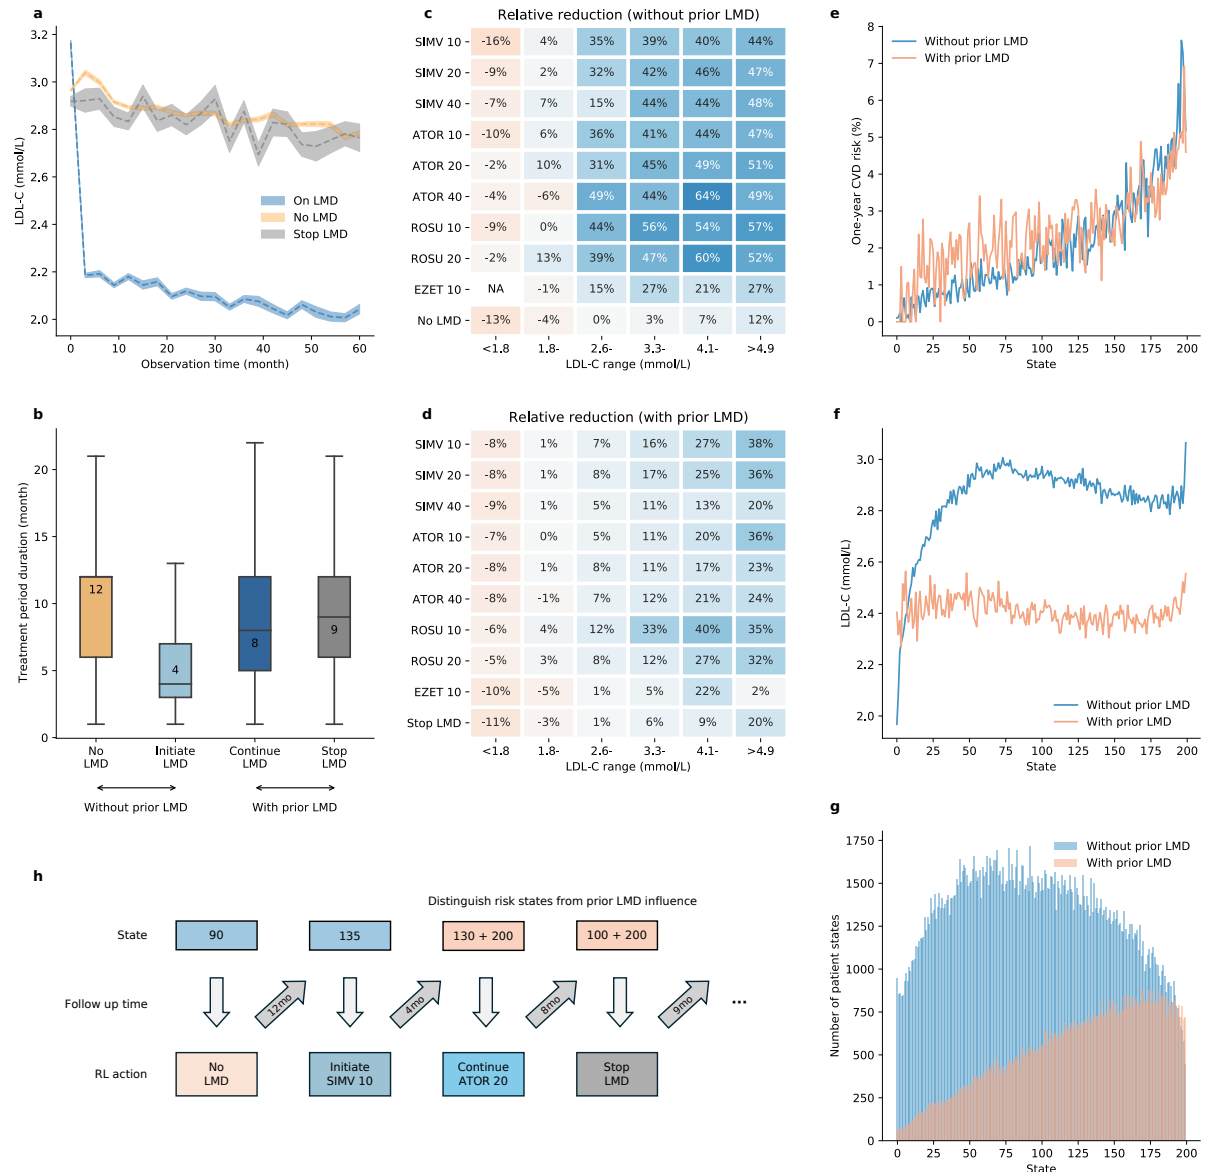 a
3.2
3.0
2.8
2.6
2.4
2.2
2.0
LDL-C (mmol/L)
On LMD
No LMD
Stop LMD
0 10 20 30 40 50 60
Observation time (month)
b
20
15
10
5
0
Treatment period duration (month)
12
4
8
9
No LMD
Initiate LMD
Continue LMD
Stop LMD
Without prior LMD
With prior LMD
c
Relative reduction (without prior LMD)
SIMV 10 -16% 4% 35% 39% 40% 44%
SIMV 20 -9% 2% 32% 42% 46% 47%
SIMV 40 -7% 7% 15% 44% 44% 48%
ATOR 10 -10% 6% 36% 41% 44% 47%
ATOR 20 -2% 10% 31% 45% 49% 51%
ATOR 40 -4% -6% 49% 44% 64% 49%
ROSU 10 -9% 0% 44% 56% 54% 57%
ROSU 20 -2% 13% 39% 47% 60% 52%
EZET 10 NA -1% 15% 27% 21% 27%
No LMD -13% -4% 0% 3% 7% 12%
<1.8 1.8- 2.6- 3.3- 4.1- >4.9
LDL-C range (mmol/L)
d
Relative reduction (with prior LMD)
SIMV 10 -8% 1% 7% 16% 27% 38%
SIMV 20 -8% 1% 8% 17% 25% 36%
SIMV 40 -9% 1% 5% 11% 13% 20%
ATOR 10 -7% 0% 5% 11% 20% 36%
ATOR 20 -8% 1% 8% 11% 17% 23%
ATOR 40 -8% -1% 7% 12% 21% 24%
ROSU 10 -6% 4% 12% 33% 40% 35%
ROSU 20 -5% 3% 8% 12% 27% 32%
EZET 10 -10% -5% 1% 5% 22% 2%
Stop LMD -11% -3% 1% 6% 9% 20%
<1.8 1.8- 2.6- 3.3- 4.1- >4.9
LDL-C range (mmol/L)
e
8
7
6
5
4
3
2
1
0
One-year CVD risk (%)
Without prior LMD
With prior LMD
0 25 50 75 100 125 150 175 200
State
f
3.0
2.8
2.6
2.4
2.2
2.0
LDL-C (mmol/L)
Without prior LMD
With prior LMD
0 25 50 75 100 125 150 175 200
State
g
1750
1500
1250
1000
750
500
250
0
Number of patient states
Without prior LMD
With prior LMD
0 25 50 75 100 125 150 175 200
State
h
Distinguish risk states from prior LMD influence
State 90 135 130 + 200 100 + 200
Follow up time 12mo 4mo 8mo 9mo ...
RL action
No LMD
Initiate SIMV 10
Continue ATOR 20
Stop LMD